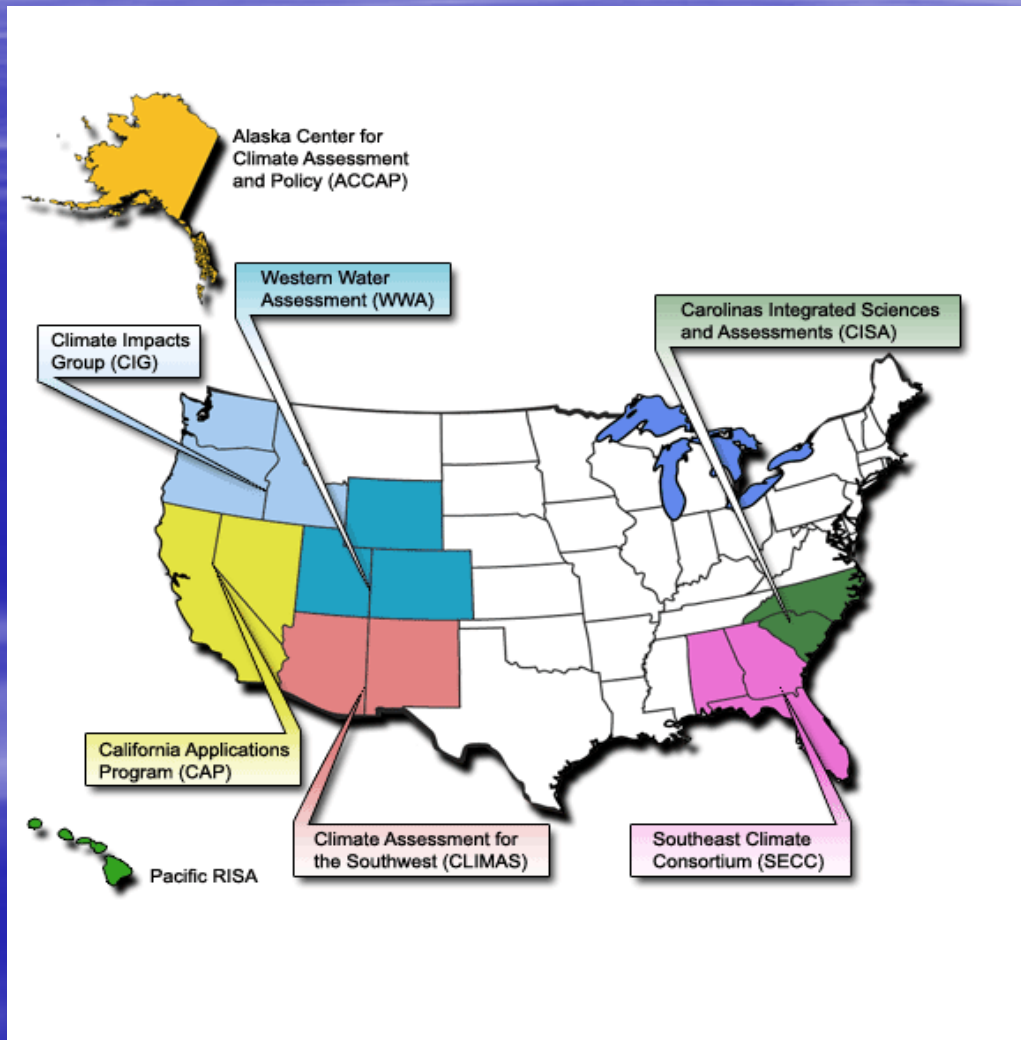 Alaska Center for
Climate Assessment
and Policy (ACCAP)
Western Water
Assessment (WWA)
Carolinas Integrated Sciences
and Assessments (CISA)
Climate Impacts
Group (CIG)
California Applications
Program (CAP)
Climate Assessment for
the Southwest (CLIMAS)
Southeast Climate
Consortium (SECC)
Pacific RISA